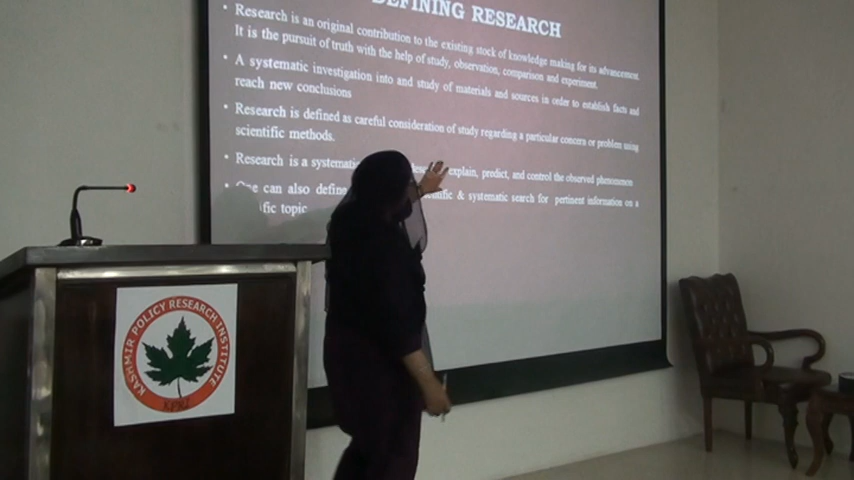 DEFINING RESEARCH
• Research is an original contribution to the existing stock of knowledge making for its advancement.
It is the pursuit of truth with the help of study, observation, comparison and experiment.
• A systematic investigation into and study of materials and sources in order to establish facts and
reach new conclusions
• Research is defined as careful consideration of study regarding a particular concern or problem using
scientific methods.
• Research is a systematic explain, predict, and control the observed phenomenon
• One can also define & systematic search for pertinent information on a
topic
KASHMIR POLICY RESEARCH INSTITUTE
KPRI